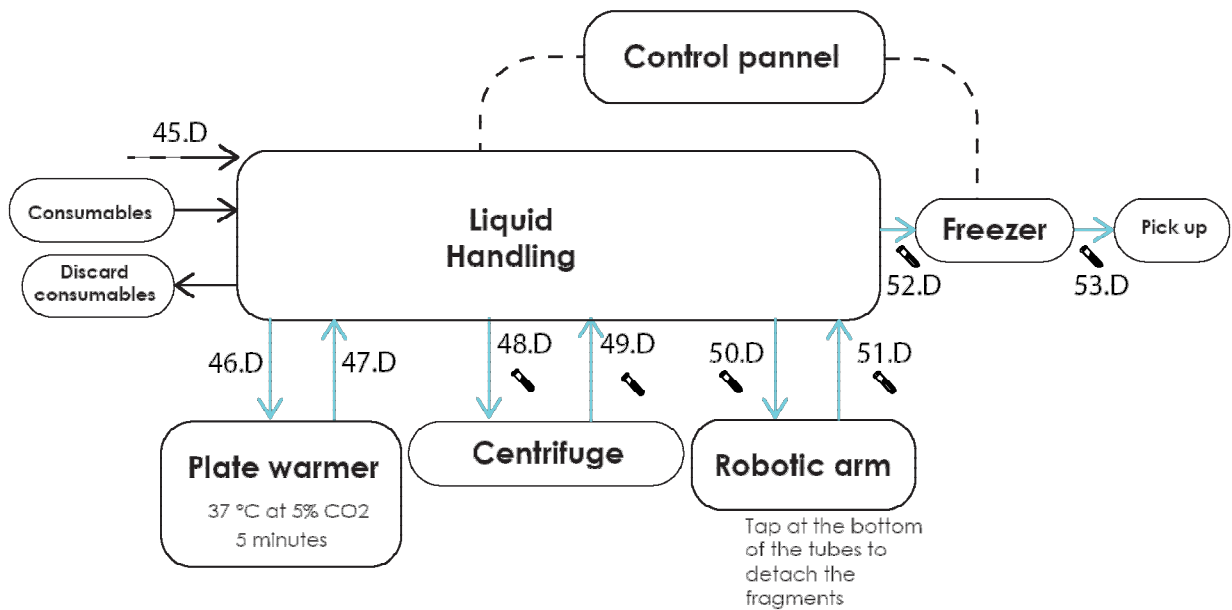 Control pannel
45.D
Consumables
Liquid
Handling
Freezer
Pick up
Discard
consumables
52.D
53.D
46.D
47.D
48.D
49.D
50.D
51.D
Plate warmer
37 °C at 5% CO2
5 minutes
Centrifuge
Robotic arm
Tap at the bottom
of the tubes to
detach the
fragments